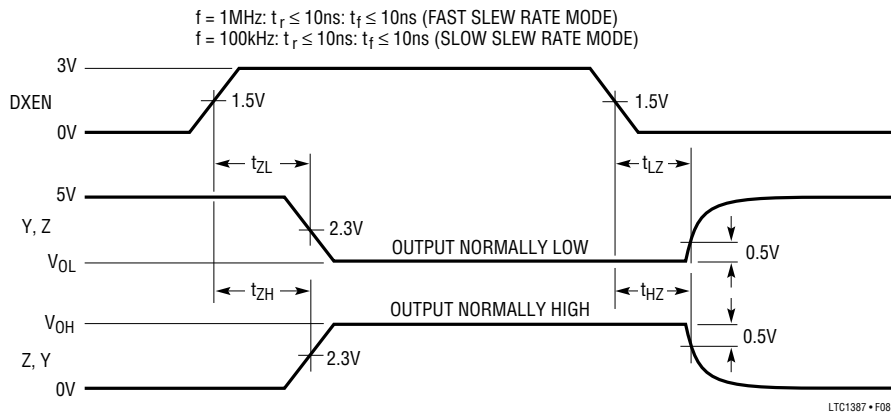 f = 1MHz: tr ≤ 10ns: tf ≤ 10ns (FAST SLEW RATE MODE)
f = 100kHz: tr ≤ 10ns: tf ≤ 10ns (SLOW SLEW RATE MODE)
3V
DXEN
1.5V
1.5V
0V
tZL
tLZ
5V
Y, Z
2.3V
OUTPUT NORMALLY LOW
0.5V
VOL
tZH
tHZ
OUTPUT NORMALLY HIGH
VOH
0.5V
Z, Y
2.3V
0V
LTC1387 • F08